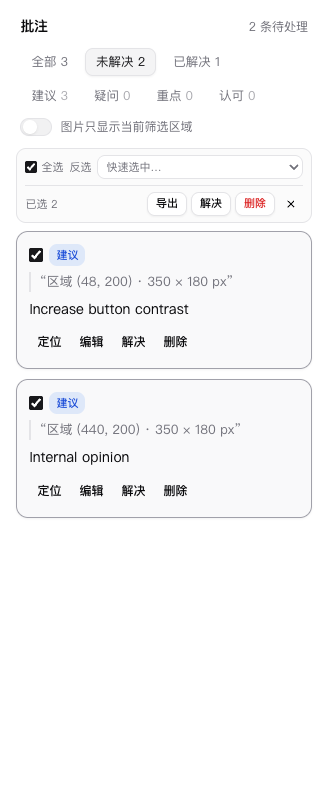 批注 2 条待处理
全部 3 未解决 2 已解决 1
建议 3 疑问 0 重点 0 认可 0
图片只显示当前筛选区域
全选 反选 快速选中...
已选 2 导出 解决 删除 ×
建议
“区域 (48, 200) · 350 × 180 px”
Increase button contrast
定位 编辑 解决 删除
建议
“区域 (440, 200) · 350 × 180 px”
Internal opinion
定位 编辑 解决 删除